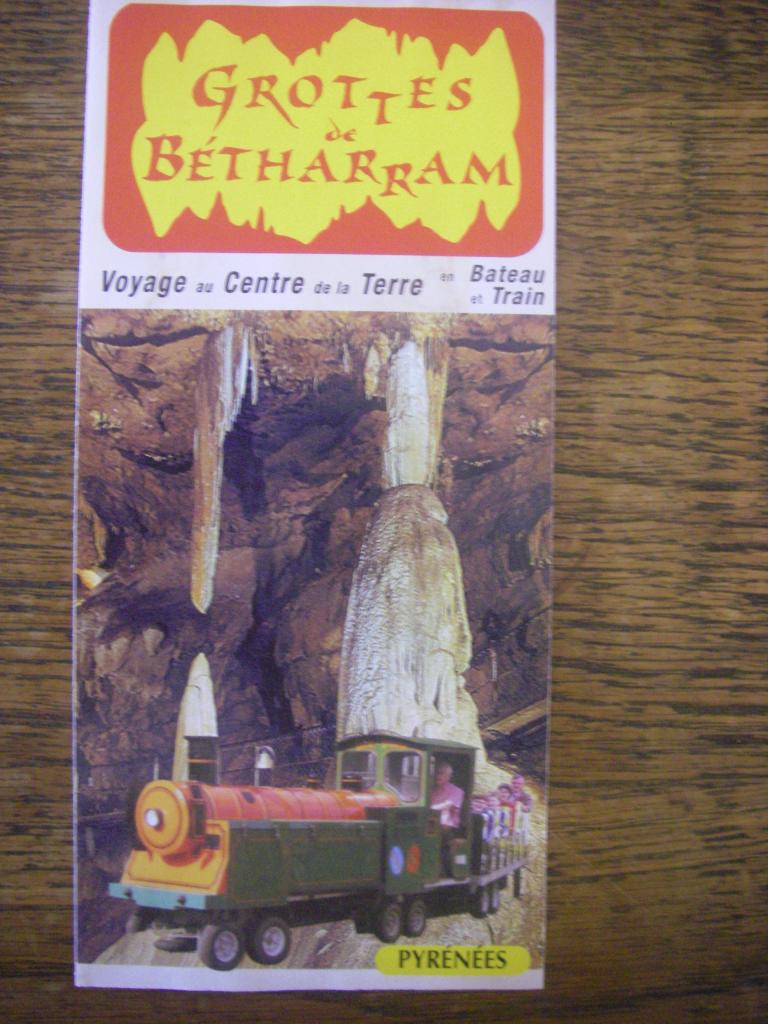 GROTTES
de
BÉTHARRAM
Voyage au Centre de la Terre en Bateau
et Train
PYRÉNÉES